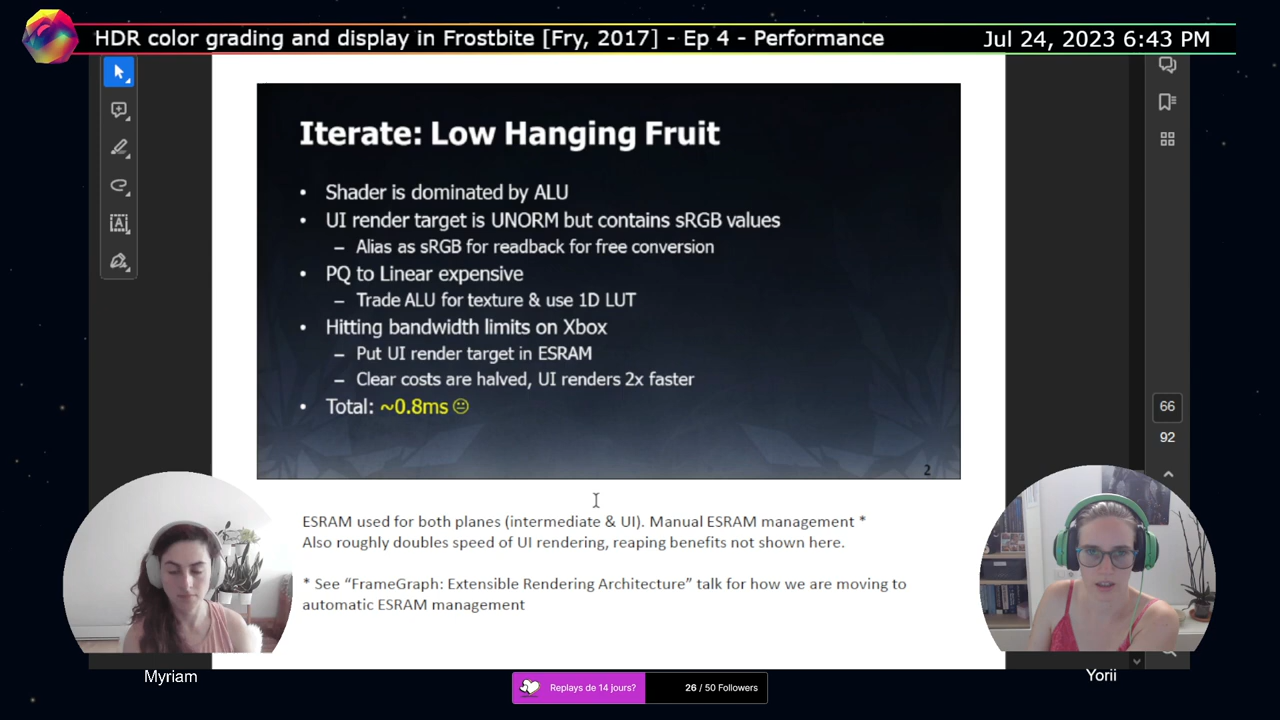 HDR color grading and display in Frostbite [Fry, 2017] - Ep 4 - Performance
Jul 24, 2023 6:43 PM
Iterate: Low Hanging Fruit
• Shader is dominated by ALU
• UI render target is UNORM but contains sRGB values
– Alias as sRGB for readback for free conversion
• PQ to Linear expensive
– Trade ALU for texture & use 1D LUT
• Hitting bandwidth limits on Xbox
– Put UI render target in ESRAM
– Clear costs are halved, UI renders 2x faster
• Total: ~0.8ms 😐
2
66
92
ESRAM used for both planes (intermediate & UI). Manual ESRAM management *
Also roughly doubles speed of UI rendering, reaping benefits not shown here.
* See “FrameGraph: Extensible Rendering Architecture” talk for how we are moving to
automatic ESRAM management
Myriam
Yorii
Replays de 14 jours?
26 / 50 Followers